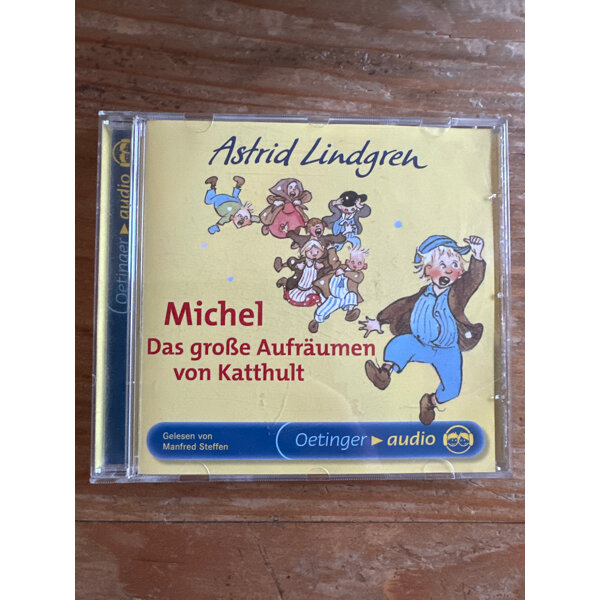 Astrid Lindgren
Michel
Das große Aufräumen
von Katthult
Gelesen von
Manfred Steffen
Oetinger audio
Oetinger audio